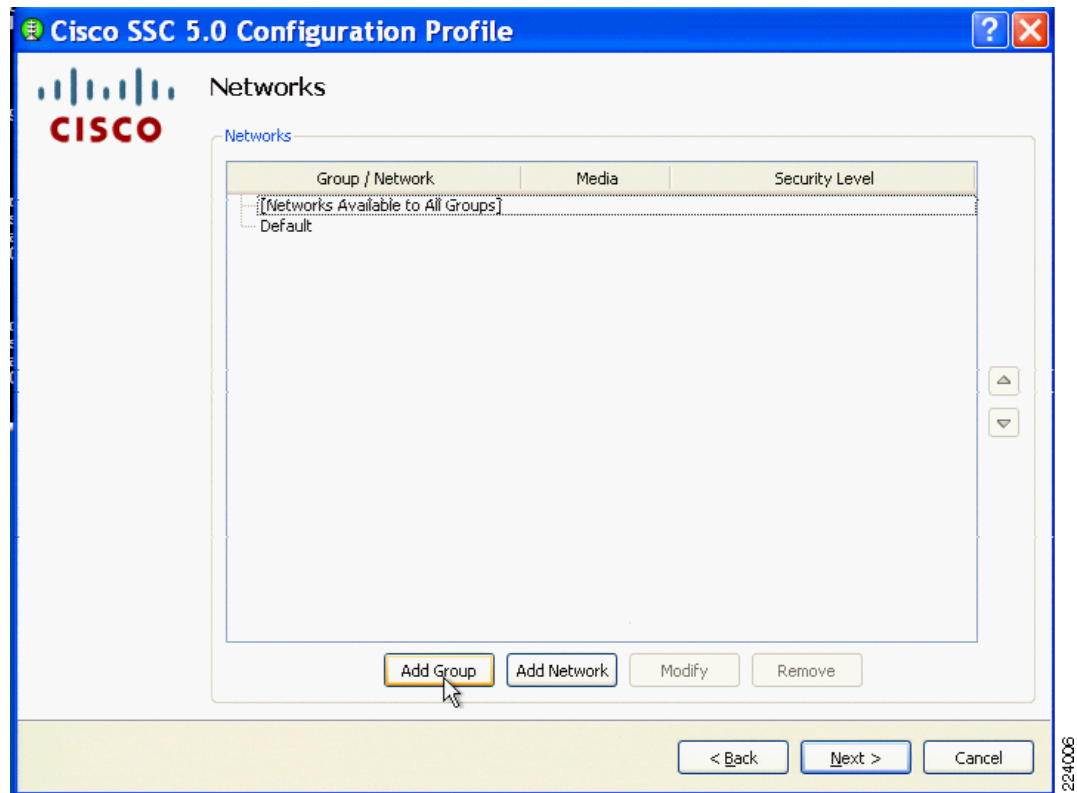 Cisco SSC 5.0 Configuration Profile
CISCO
Networks
Networks
Group / Network Media Security Level
[Networks Available to All Groups]
Default
Add Group Add Network Modify Remove
< Back Next > Cancel
224006